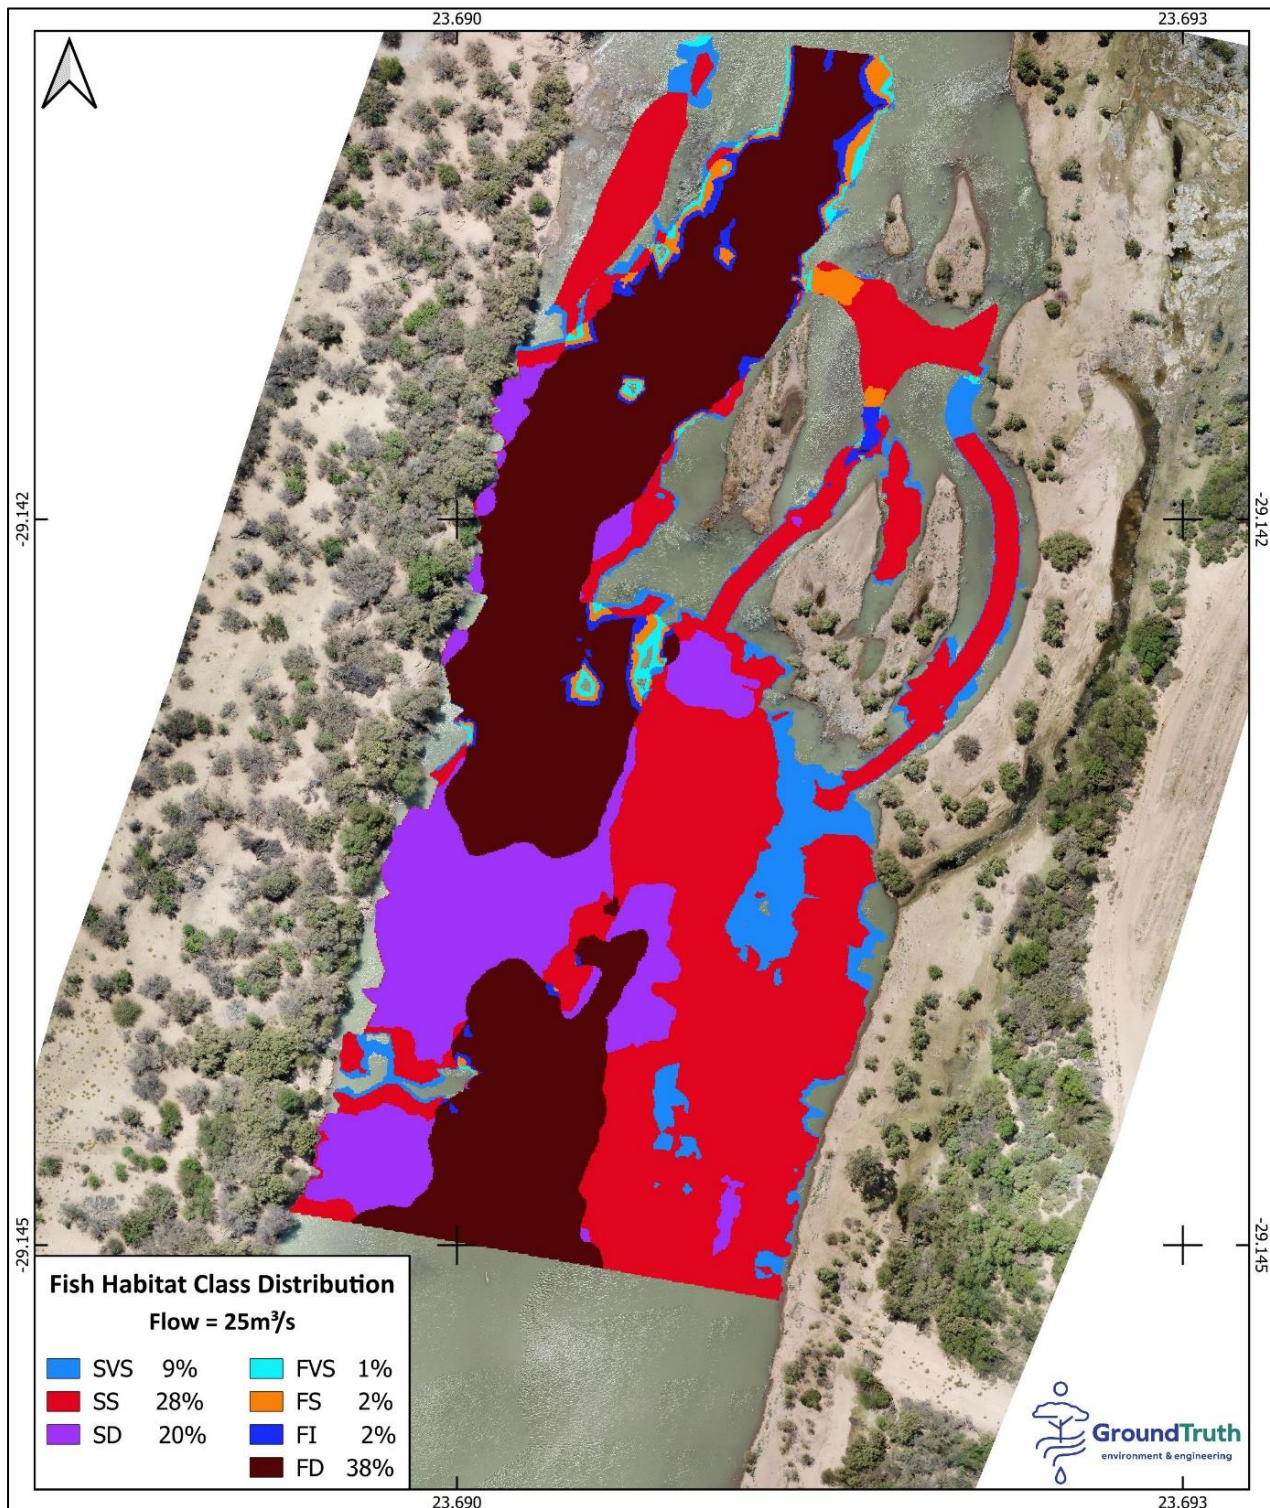 23.690 23.693
-29.142 -29.142
-29.145 -29.145
Fish Habitat Class Distribution
Flow = 25m³/s
SVS 9% FVS 1%
SS 28% FS 2%
SD 20% FI 2%
FD 38%
GroundTruth
environment & engineering
23.690 23.693